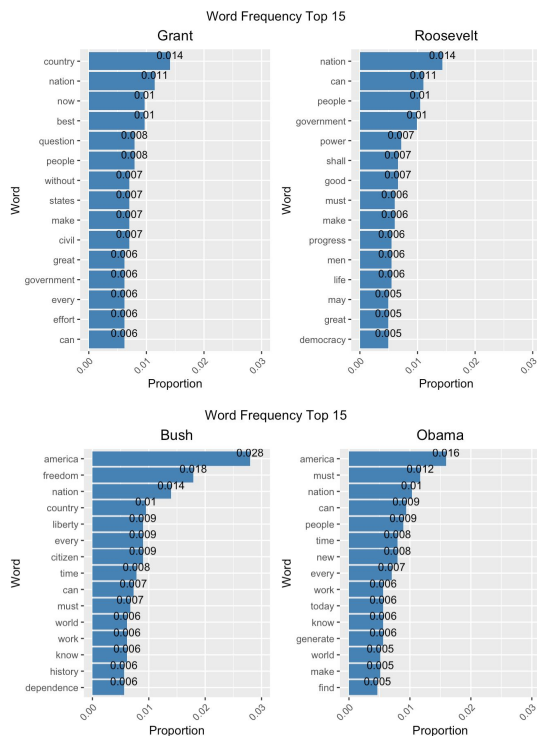 Word Frequency Top 15
Grant
Word
country 0.014
nation 0.011
now 0.01
best 0.01
question 0.008
people 0.008
without 0.007
states 0.007
make 0.007
civil 0.007
great 0.006
government 0.006
every 0.006
effort 0.006
can 0.006
0.00 0.01 0.02 0.03
Proportion
Roosevelt
Word
nation 0.014
can 0.011
people 0.01
government 0.01
power 0.007
shall 0.007
good 0.007
must 0.006
make 0.006
progress 0.006
men 0.006
life 0.006
may 0.005
great 0.005
democracy 0.005
0.00 0.01 0.02 0.03
Proportion
Word Frequency Top 15
Bush
Word
america 0.028
freedom 0.018
nation 0.014
country 0.01
liberty 0.009
every 0.009
citizen 0.009
time 0.008
can 0.007
must 0.007
world 0.006
work 0.006
know 0.006
history 0.006
dependence 0.006
0.00 0.01 0.02 0.03
Proportion
Obama
Word
america 0.016
must 0.012
nation 0.01
can 0.009
people 0.009
time 0.008
new 0.008
every 0.007
work 0.006
today 0.006
know 0.006
generate 0.006
world 0.005
make 0.005
find 0.005
0.00 0.01 0.02 0.03
Proportion